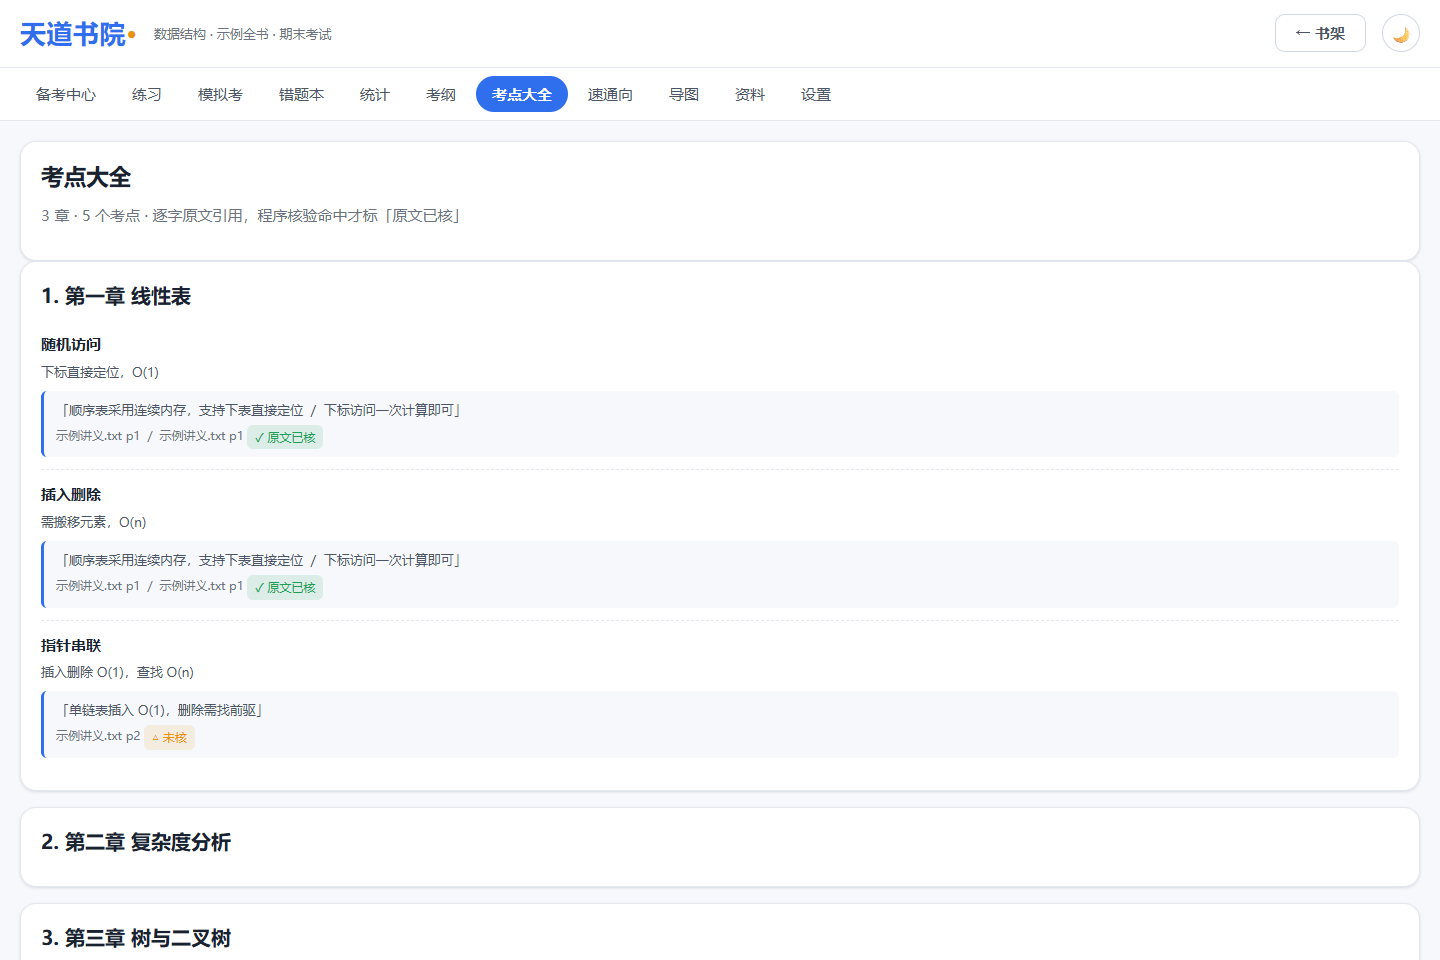 天道书院
数据结构 · 示例全书 · 期末考试
← 书架
备考中心 练习 模拟考 错题本 统计 考纲 考点大全 速通向 导图 资料 设置
考点大全
3 章 · 5 个考点 · 逐字原文引用，程序核验命中才标「原文已核」
1. 第一章 线性表
随机访问
下标直接定位，O(1)
「顺序表采用连续内存，支持下表直接定位 / 下标访问一次计算即可」
示例讲义.txt p1 / 示例讲义.txt p1 ✓ 原文已核
插入删除
需搬移元素，O(n)
「顺序表采用连续内存，支持下表直接定位 / 下标访问一次计算即可」
示例讲义.txt p1 / 示例讲义.txt p1 ✓ 原文已核
指针串联
插入删除 O(1)，查找 O(n)
「单链表插入 O(1)，删除需找前驱」
示例讲义.txt p2 △ 未核
2. 第二章 复杂度分析
3. 第三章 树与二叉树